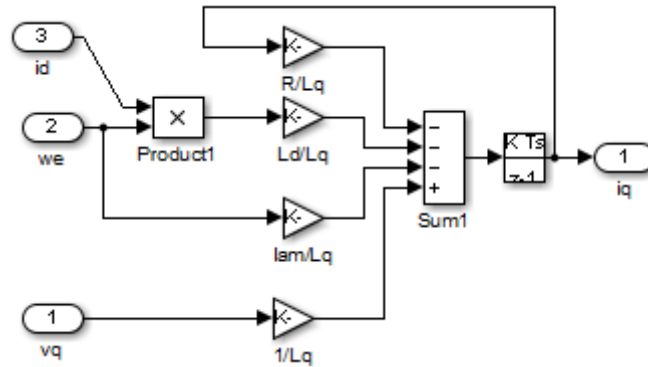 3
id
K-
R/Lq
2
we
×
Product1
K-
Ld/Lq
−
−
−
+
Sum1
K Ts
z-1
1
iq
K-
lam/Lq
1
vq
K-
1/Lq